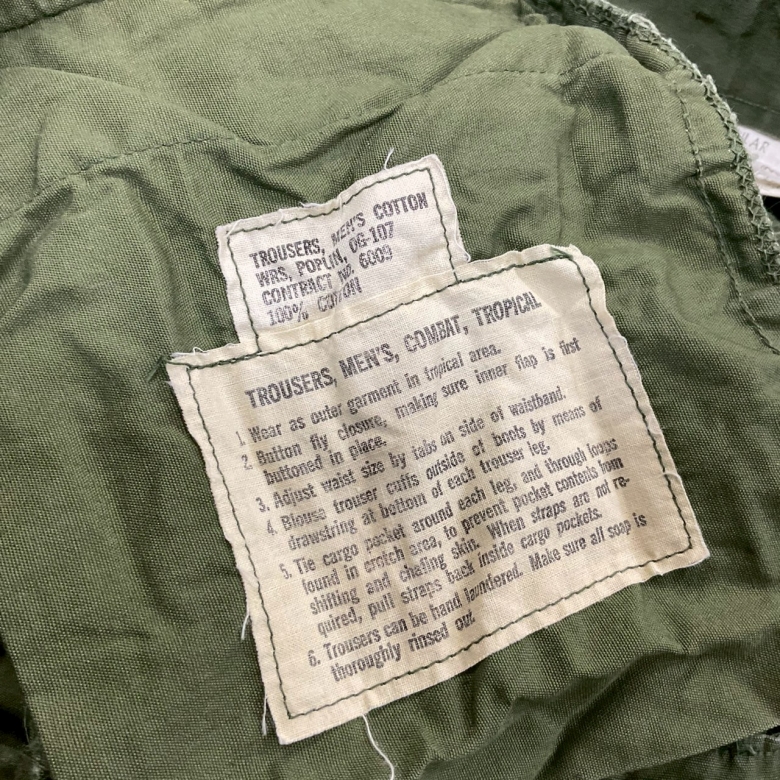 TROUSERS, MEN'S COTTON
WRS, POPLIN, OG-107
CONTRACT NO. 6009
100% COTTON
TROUSERS, MEN'S, COMBAT, TROPICAL
1. Wear as outer garment in tropical area.
2. Button fly closure, making sure inner flap is first
buttoned in place.
3. Adjust waist size by tabs on side of waistband.
4. Blouse trouser cuffs outside of boots by means of
drawstring at bottom of each trouser leg.
5. Tie cargo pocket around each leg, and through loops
found in crotch area, to prevent pocket contents from
shifting and chafing skin. When straps are not re-
quired, pull straps back inside cargo pockets.
6. Trousers can be hand laundered. Make sure all soap is
thoroughly rinsed out.